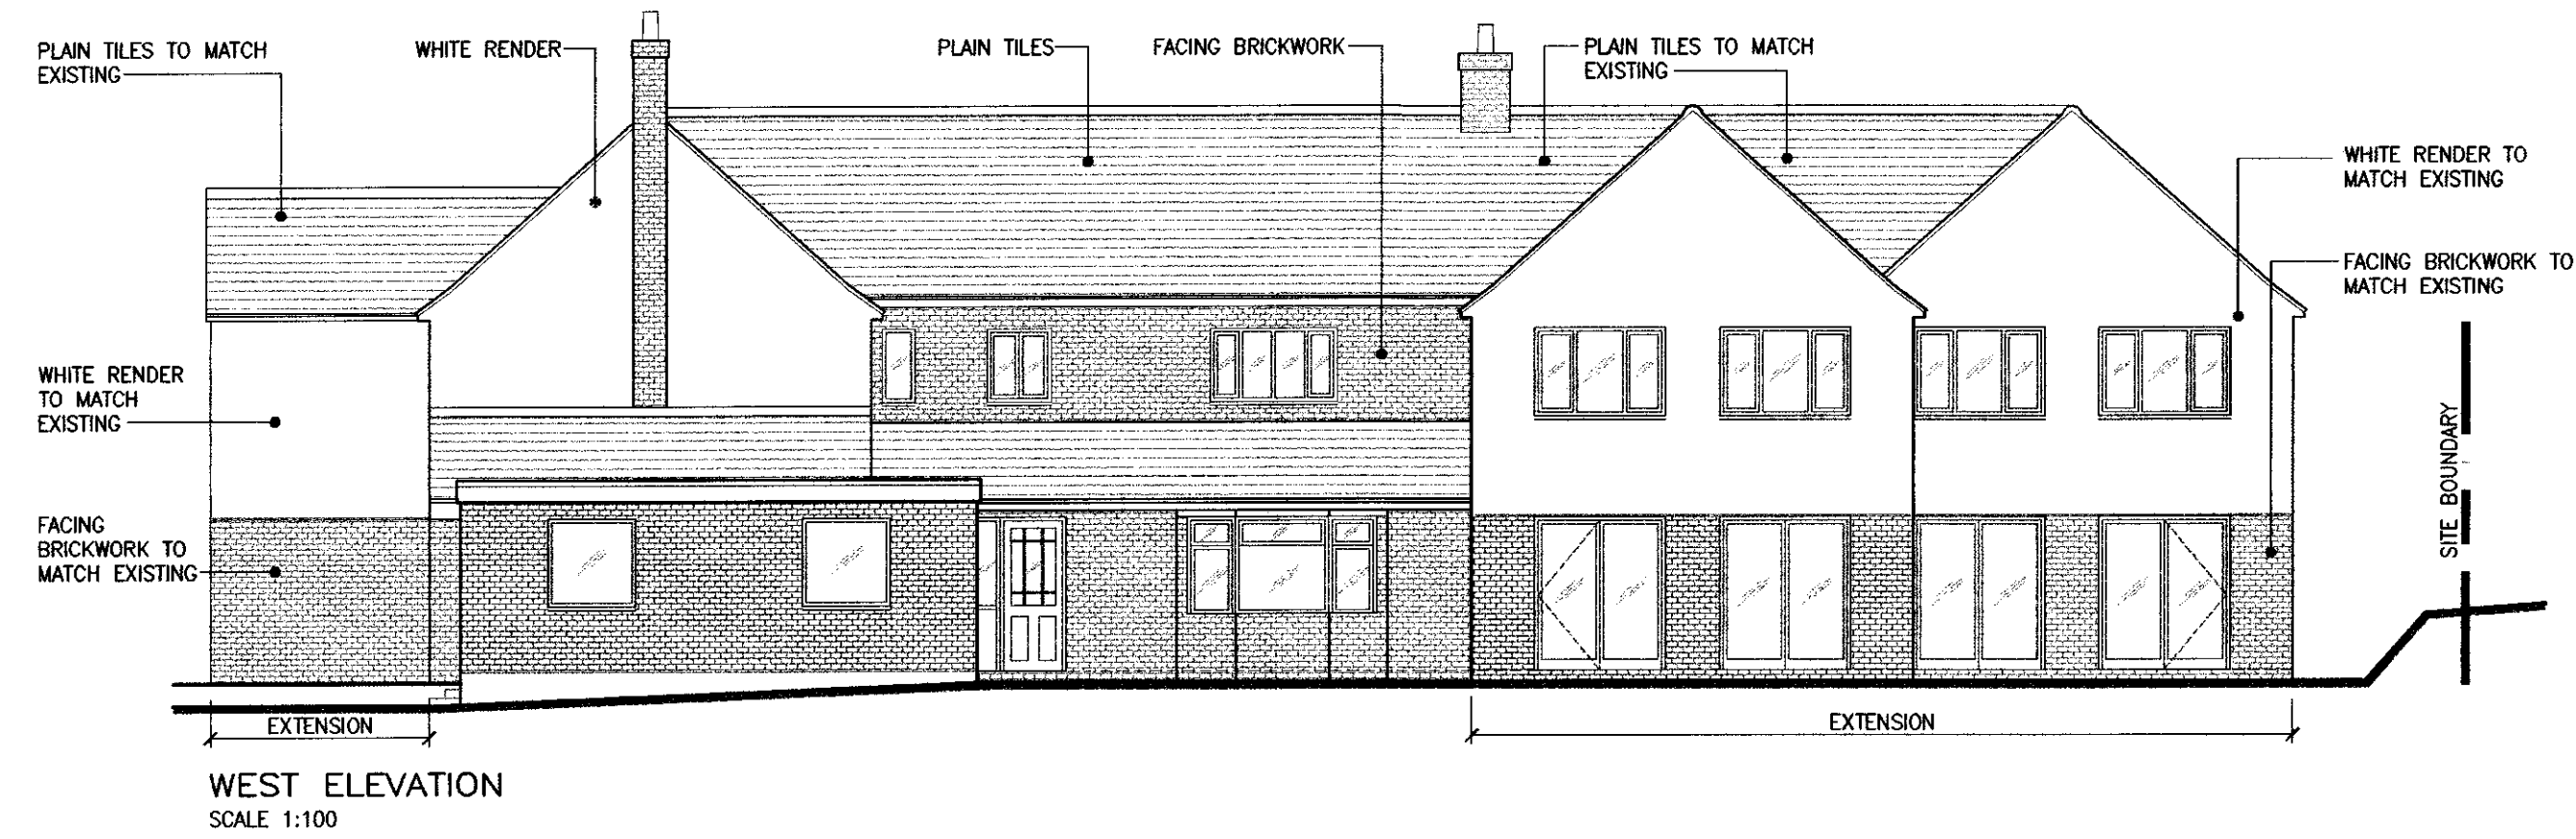 PLAIN TILES TO MATCH
EXISTING
WHITE RENDER
PLAIN TILES
FACING BRICKWORK
PLAIN TILES TO MATCH
EXISTING
WHITE RENDER TO
MATCH EXISTING
FACING BRICKWORK TO
MATCH EXISTING
WHITE RENDER
TO MATCH
EXISTING
FACING
BRICKWORK TO
MATCH EXISTING
SITE BOUNDARY
EXTENSION
EXTENSION
WEST ELEVATION
SCALE 1:100